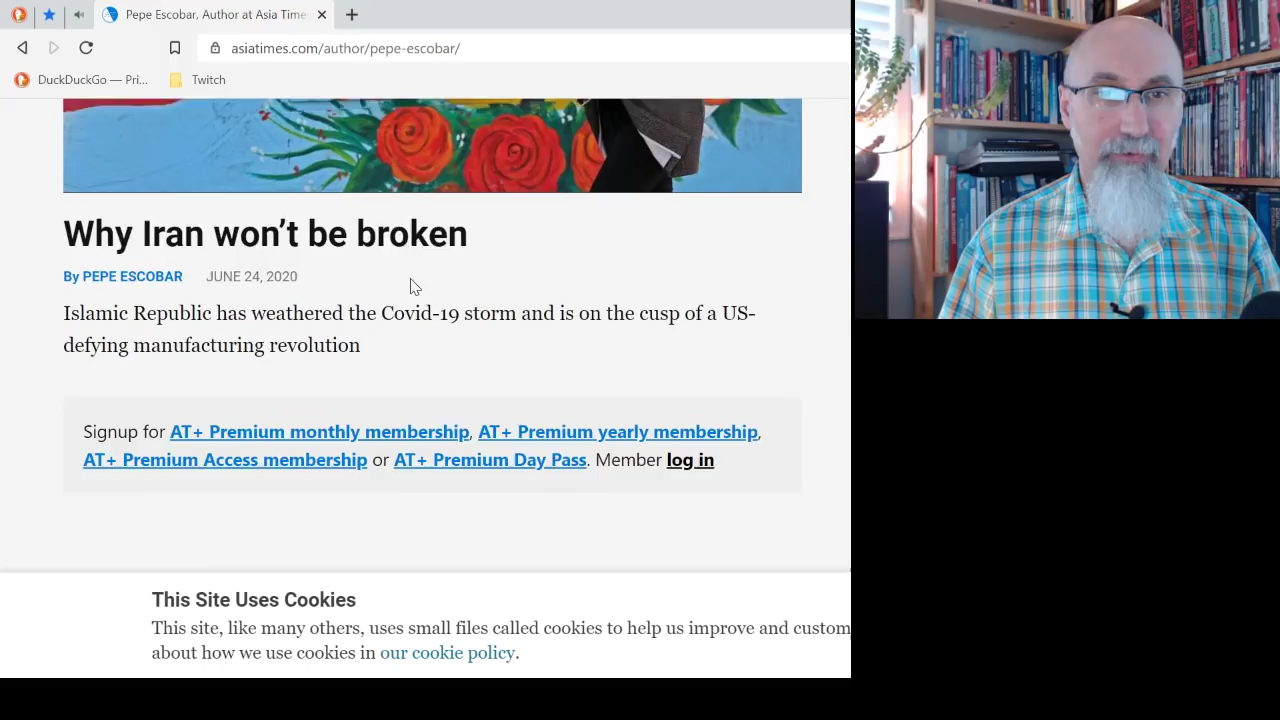 Pepe Escobar, Author at Asia Time
asiatimes.com/author/pepe-escobar/
DuckDuckGo — Pri... Twitch
Why Iran won’t be broken
By PEPE ESCOBAR JUNE 24, 2020
Islamic Republic has weathered the Covid-19 storm and is on the cusp of a US-
defying manufacturing revolution
Signup for AT+ Premium monthly membership, AT+ Premium yearly membership,
AT+ Premium Access membership or AT+ Premium Day Pass. Member log in
This Site Uses Cookies
This site, like many others, uses small files called cookies to help us improve and custom
about how we use cookies in our cookie policy.